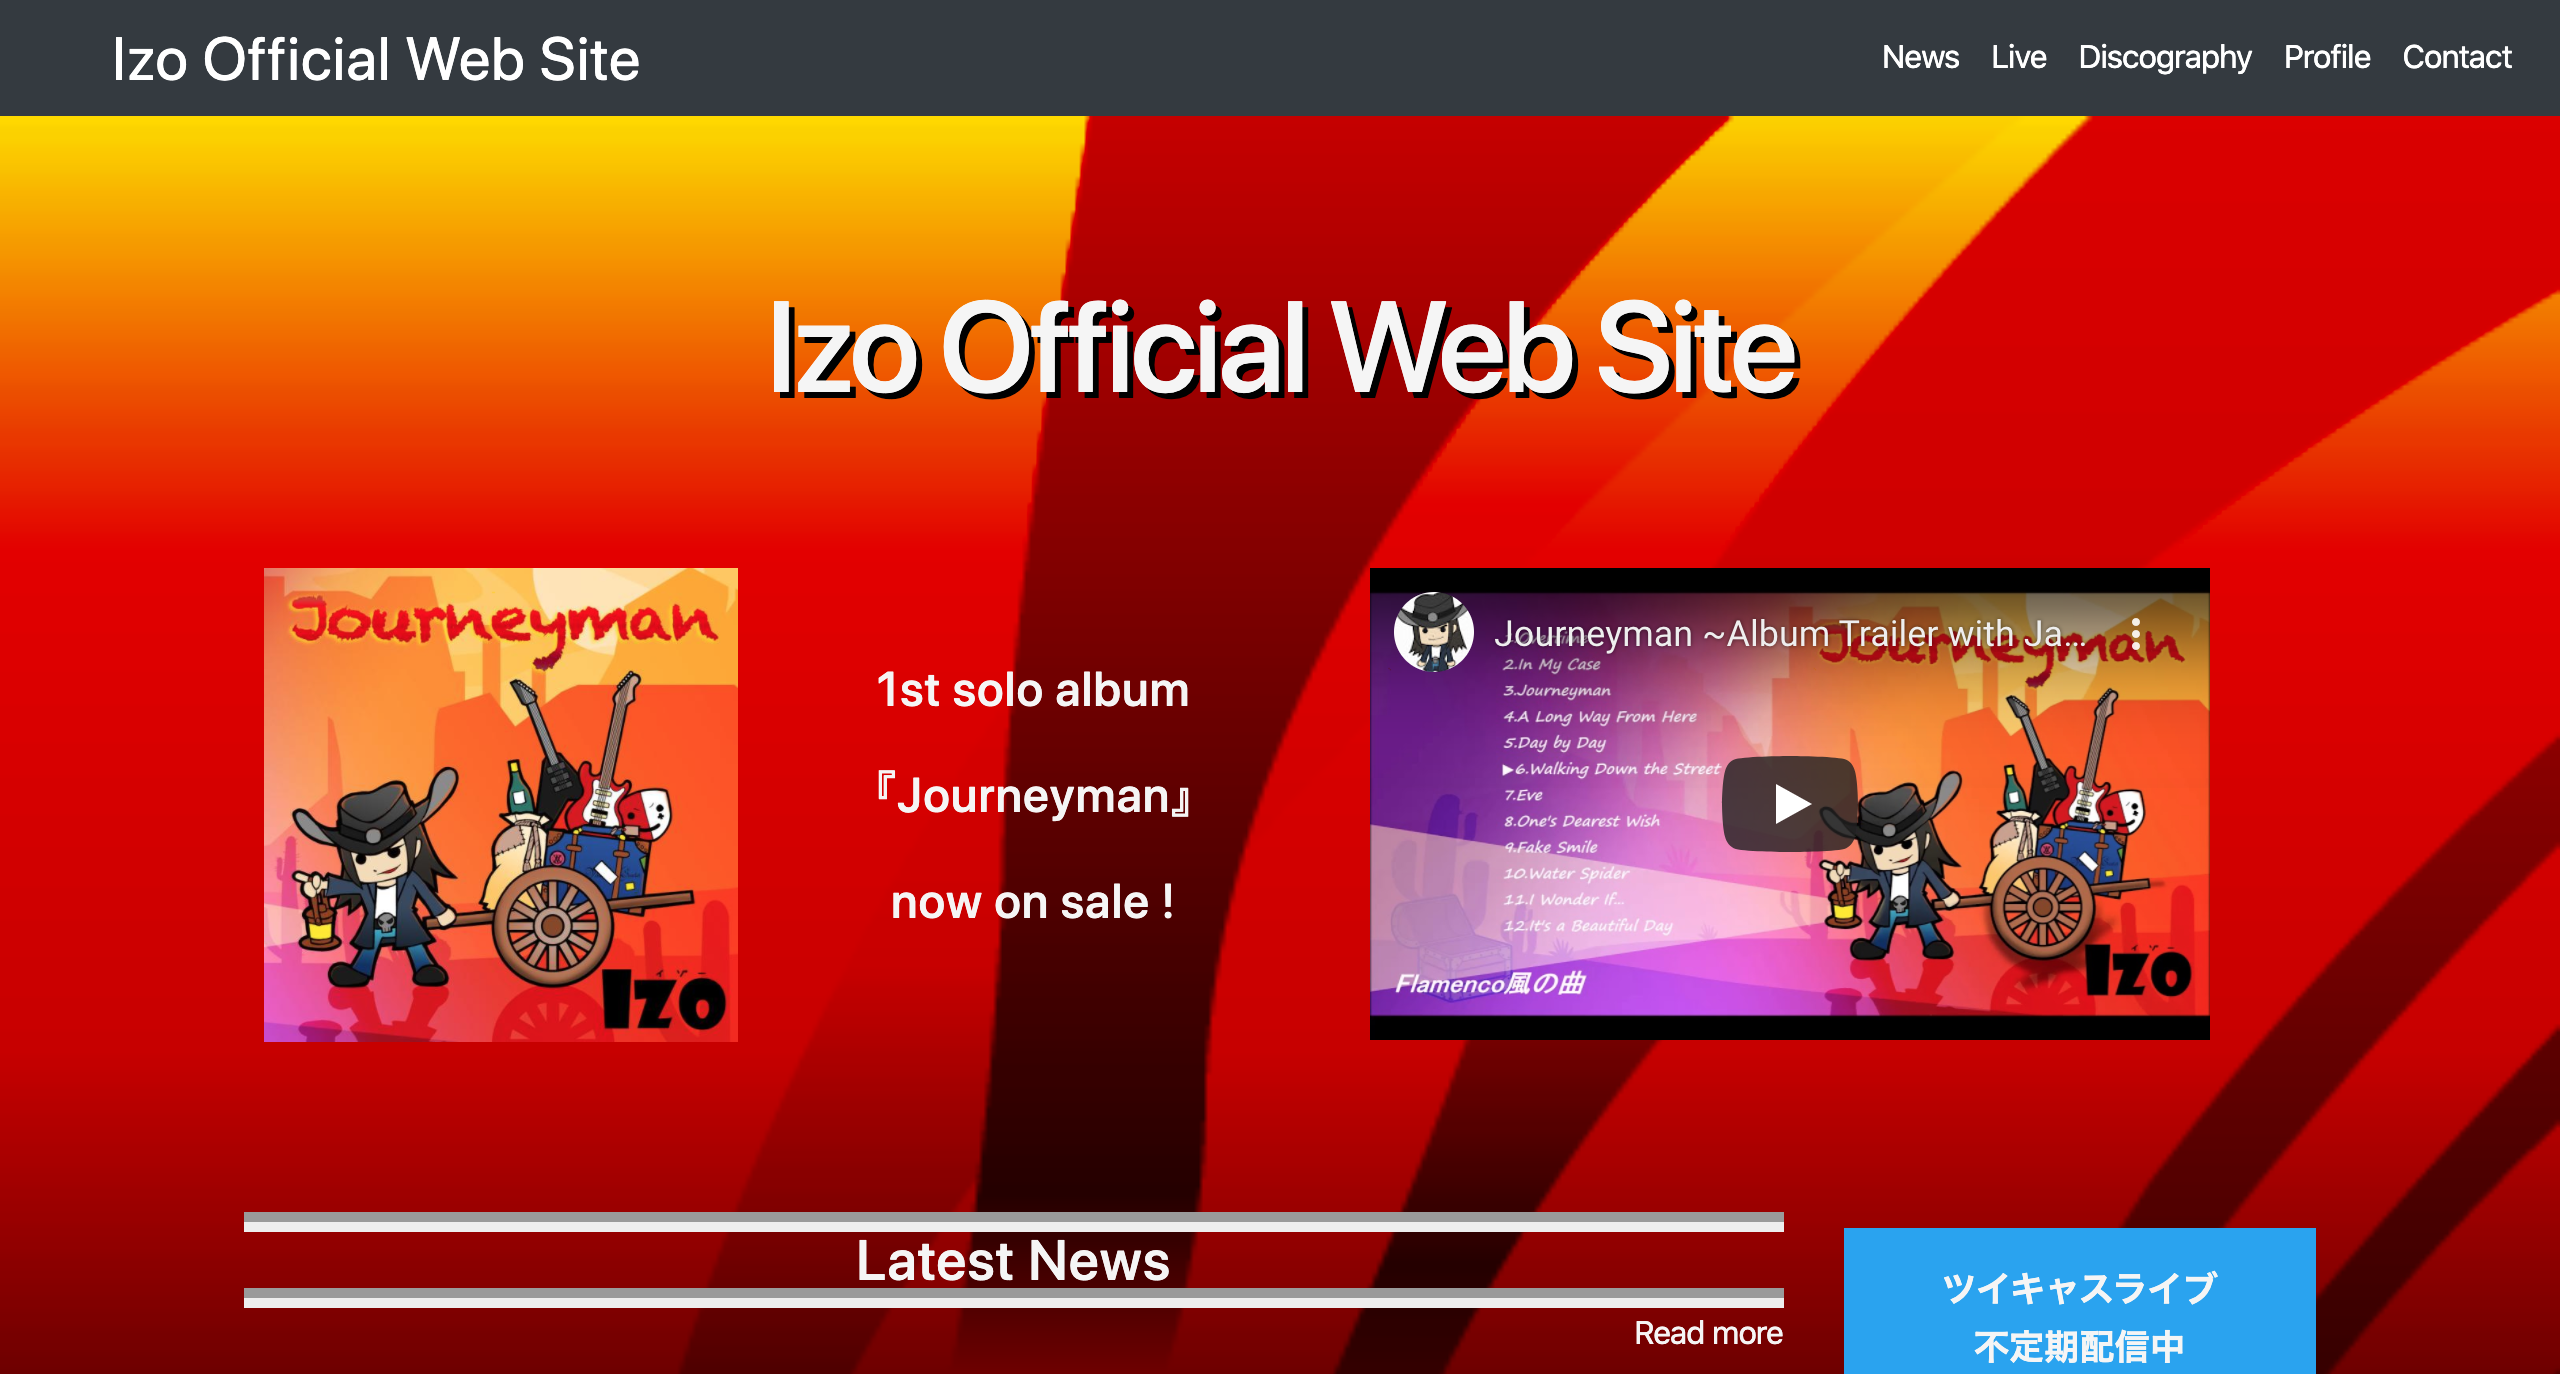 Izo Official Web Site
News Live Discography Profile Contact
Izo Official Web Site
Journeyman
イゾー
Izo
1st solo album
『Journeyman』
now on sale !
Journeyman ~Album Trailer with Ja...
Journeyman
2.In My Case
3.Journeyman
4.A Long Way From Here
5.Day by Day
▶6.Walking Down the Street
7.Eve
8.One's Dearest Wish
9.Fake Smile
10.Water Spider
11.I Wonder If...
12.It's a Beautiful Day
Flamenco風の曲
イゾー
Izo
Latest News
Read more
ツイキャスライブ
不定期配信中